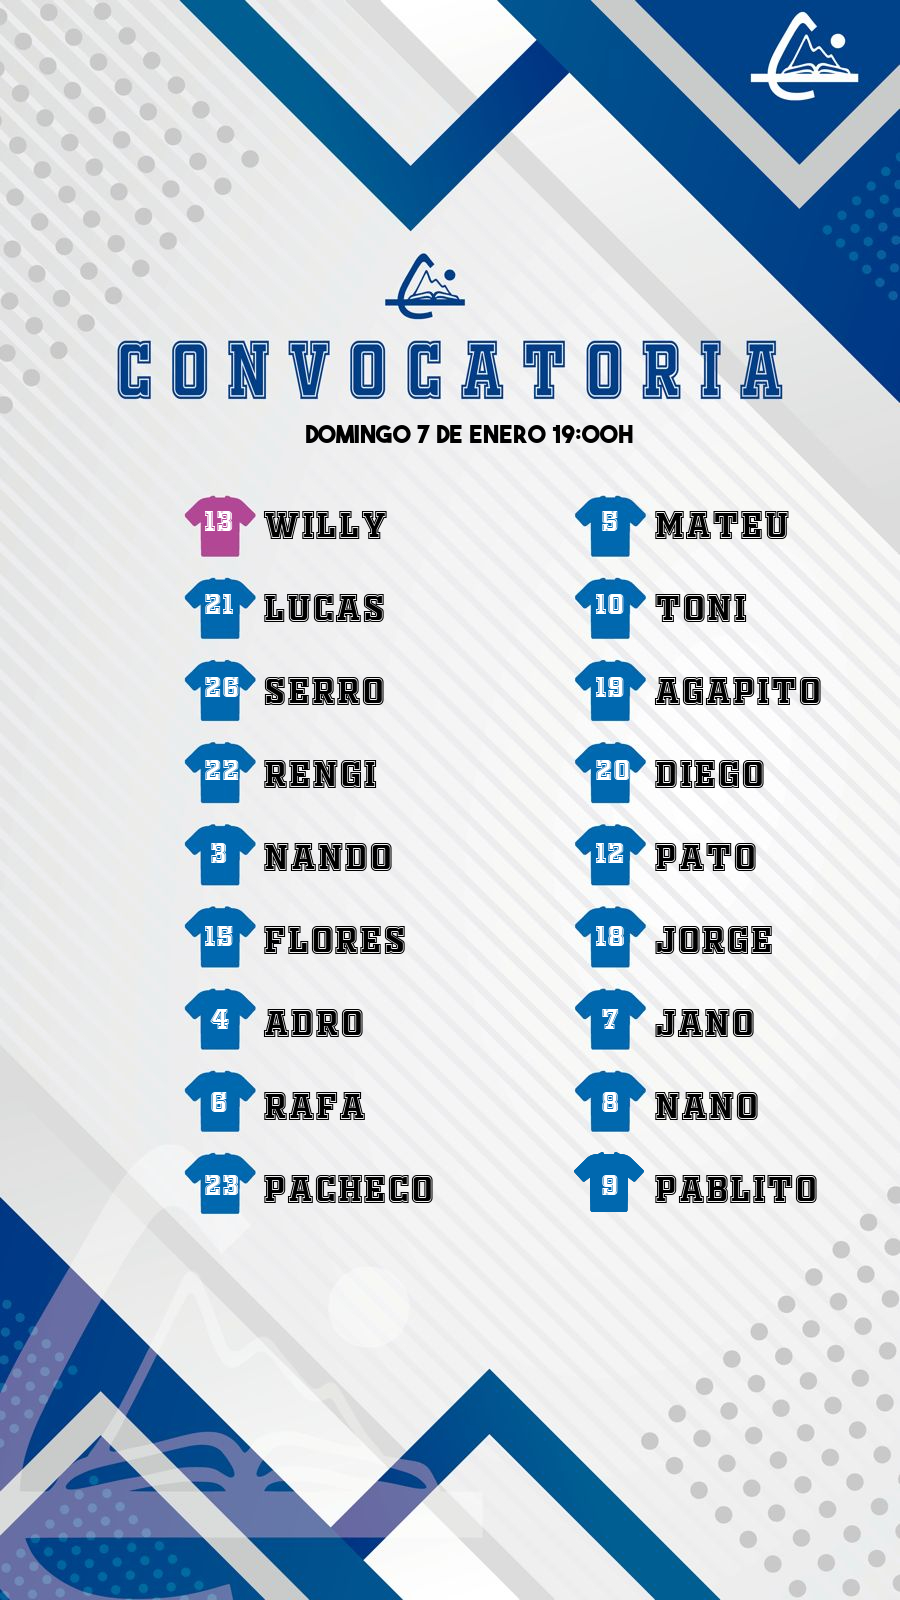 CONVOCATORIA
DOMINGO 7 DE ENERO 19:00H
13 WILLY
21 LUCAS
26 SERRO
22 RENGI
3 NANDO
15 FLORES
4 ADRO
6 RAFA
23 PACHECO
5 MATEU
10 TONI
19 AGAPITO
20 DIEGO
12 PATO
18 JORGE
7 JANO
8 NANO
9 PABLITO